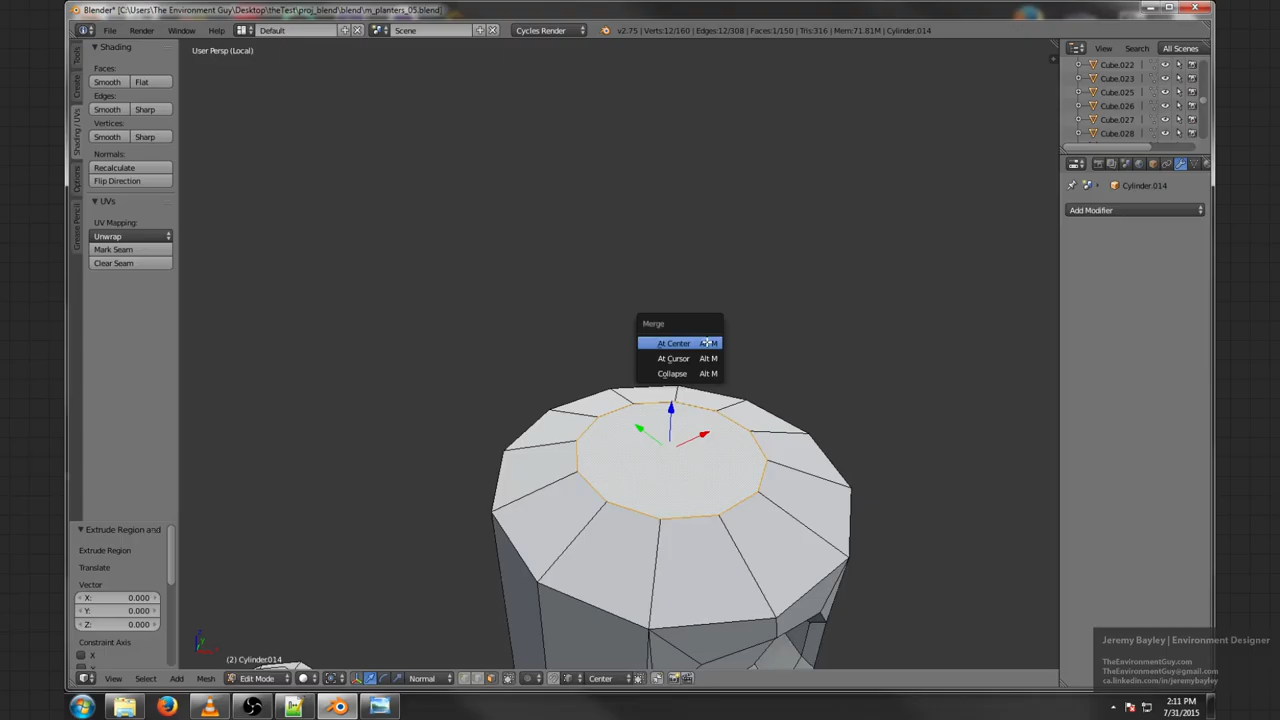 Blender* [C:\Users\The Environment Guy\Desktop\theTest\proj_blend\blend\m_planters_05.blend]
File Render Window Help Default Scene Cycles Render v2.75 | Verts:12/160 | Edges:12/308 | Faces:1/150 | Tris:316 | Mem:71.81M | Cylinder.014
View Search All Scenes
Tools
Create
Shading / UVs
Options
Grease Pencil
Shading
Faces:
Smooth Flat
Edges:
Smooth Sharp
Vertices:
Smooth Sharp
Normals:
Recalculate
Flip Direction
UVs
UV Mapping:
Unwrap
Mark Seam
Clear Seam
Extrude Region and
Extrude Region
Translate
Vector
X: 0.000
Y: 0.000
Z: 0.000
Constraint Axis
X
User Persp (Local)
Merge
At Center Alt M
At Cursor Alt M
Collapse Alt M
(2) Cylinder.014
View Select Add Mesh Edit Mode Normal Center
Cube.022
Cube.023
Cube.025
Cube.026
Cube.027
Cube.028
Cylinder.014
Add Modifier
Jeremy Bayley | Environment Designer
TheEnvironmentGuy.com
TheEnvironmentGuy@gmail.com
ca.linkedin.com/in/jeremybayley
2:11 PM
7/31/2015